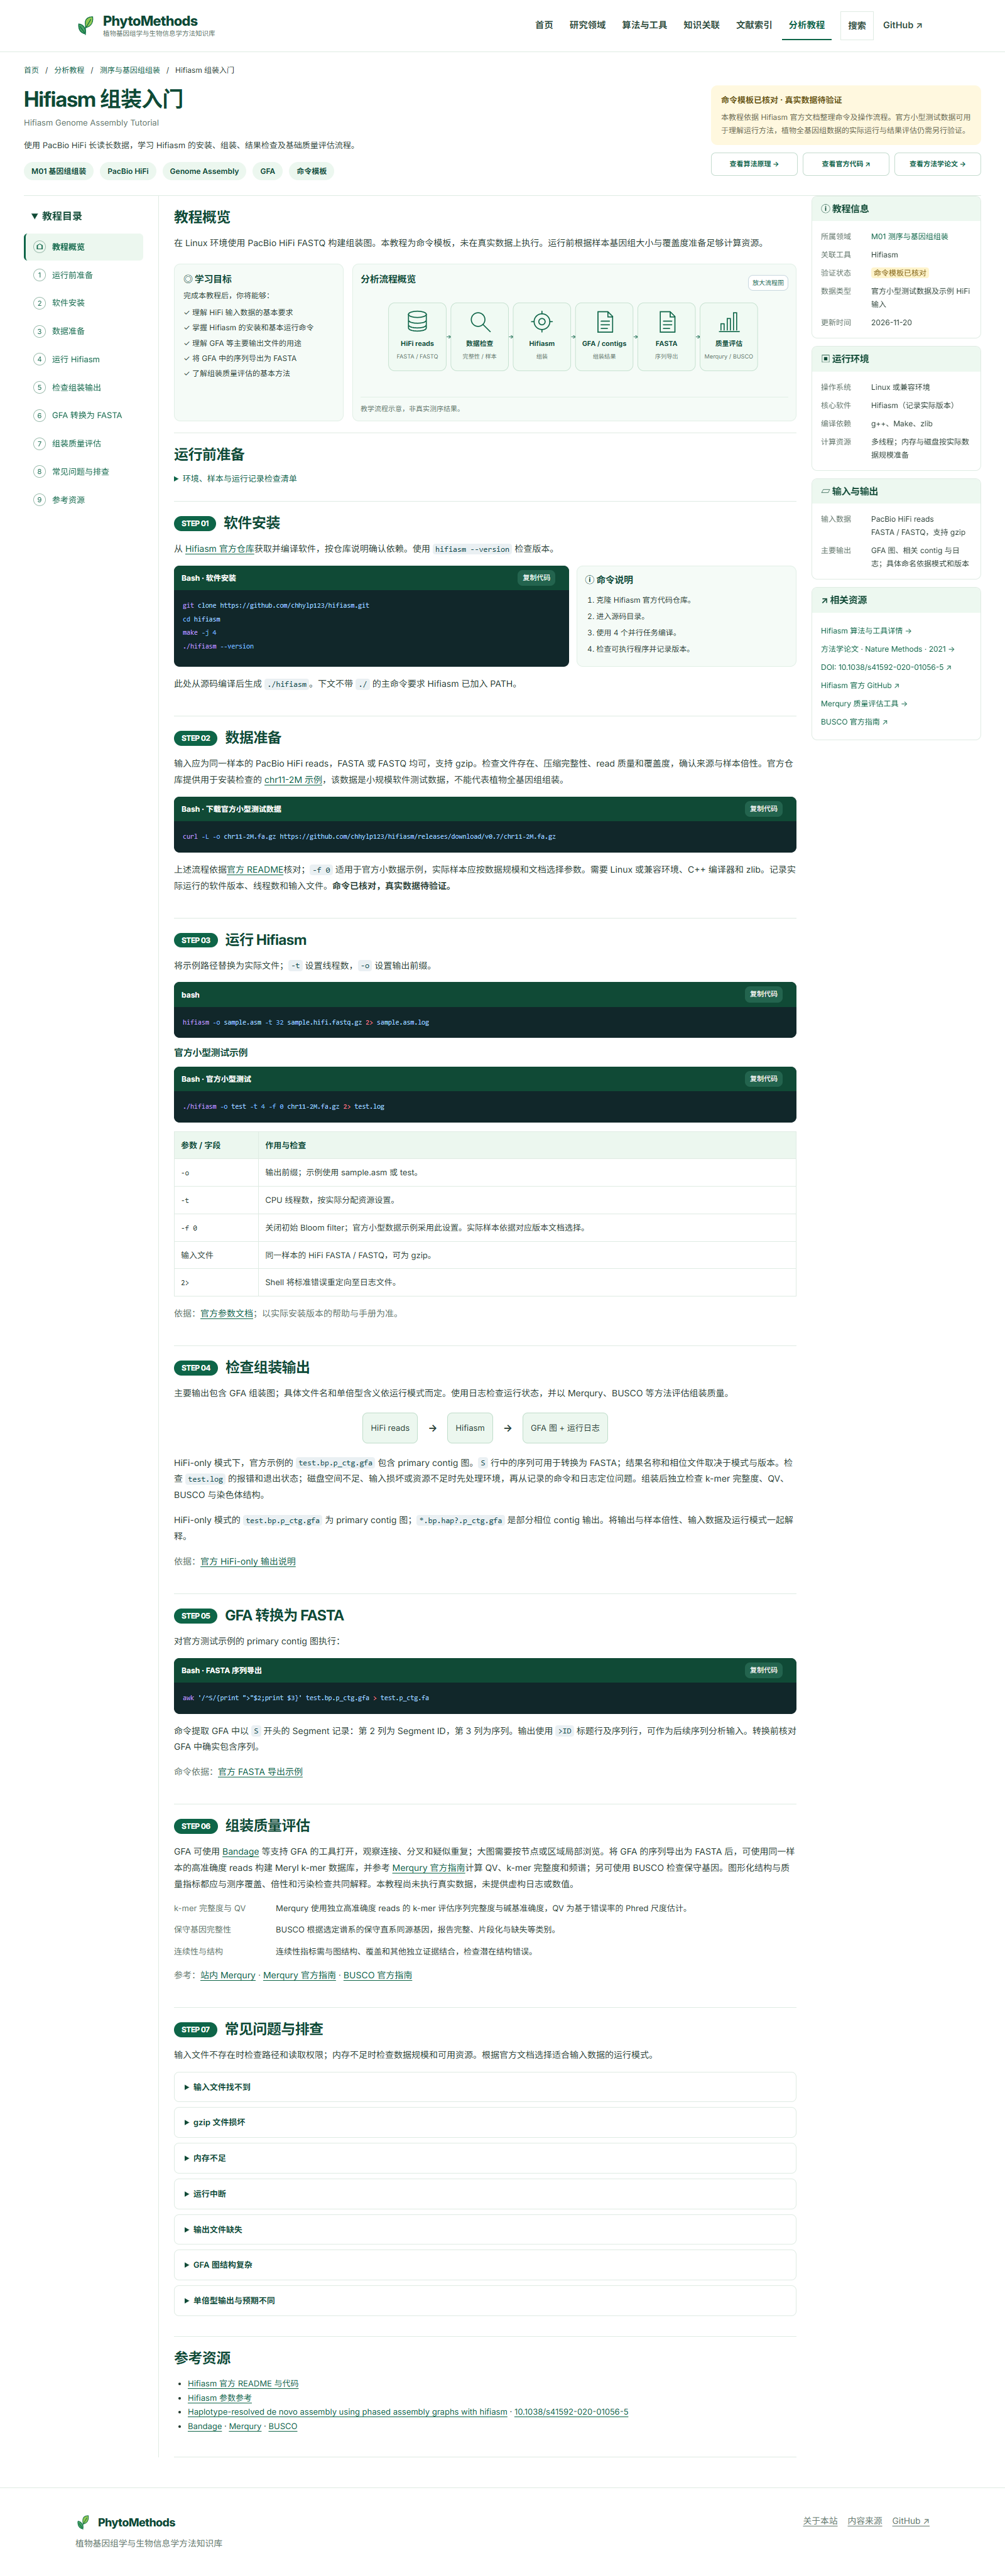 PhytoMethods
植物基因组学与生物信息学方法知识库
首页 研究领域 算法与工具 知识关联 文献索引 分析教程 搜索 GitHub ↗
首页 / 分析教程 / 测序与基因组组装 / Hifiasm 组装入门
Hifiasm 组装入门
Hifiasm Genome Assembly Tutorial
使用 PacBio HiFi 长读长数据，学习 Hifiasm 的安装、组装、结果检查及基础质量评估流程。
M01 基因组组装 PacBio HiFi Genome Assembly GFA 命令模板
命令模板已核对 · 真实数据待验证
本教程依据 Hifiasm 官方文档整理命令及操作流程。官方小型测试数据可用
于理解运行方法，植物全基因组数据的实际运行与结果评估仍需另行验证。
查看算法原理 → 查看官方代码 ↗ 查看方法学论文 →
▼ 教程目录
教程概览
1 运行前准备
2 软件安装
3 数据准备
4 运行 Hifiasm
5 检查组装输出
6 GFA 转换为 FASTA
7 组装质量评估
8 常见问题与排查
9 参考资源
教程概览
在 Linux 环境使用 PacBio HiFi FASTQ 构建组装图。本教程为命令模板，未在真实数据上执行。运行前根据样本基因组大小与覆盖度准备足够计算资源。
◎ 学习目标
完成本教程后，你将能够：
✓ 理解 HiFi 输入数据的基本要求
✓ 掌握 Hifiasm 的安装和基本运行命令
✓ 理解 GFA 等主要输出文件的用途
✓ 将 GFA 中的序列导出为 FASTA
✓ 了解组装质量评估的基本方法
分析流程概览
放大流程图
HiFi reads → 数据检查 → Hifiasm → GFA / contigs → FASTA → 质量评估
FASTA / FASTQ 完整性 / 样本 组装 组装结果 序列导出 Merqury / BUSCO
教学流程示意，非真实测序结果。
运行前准备
▶ 环境、样本与运行记录检查清单
STEP 01 软件安装
从 Hifiasm 官方仓库获取并编译软件，按仓库说明确认依赖。使用 hifiasm --version 检查版本。
Bash · 软件安装 复制代码
git clone https://github.com/chhylp123/hifiasm.git
cd hifiasm
make -j 4
./hifiasm --version
ⓘ 命令说明
1. 克隆 Hifiasm 官方代码仓库。
2. 进入源码目录。
3. 使用 4 个并行任务编译。
4. 检查可执行程序并记录版本。
此处从源码编译后生成 ./hifiasm。下文不带 ./ 的主命令要求 Hifiasm 已加入 PATH。
STEP 02 数据准备
输入应为同一样本的 PacBio HiFi reads，FASTA 或 FASTQ 均可，支持 gzip。检查文件存在、压缩完整性、read 质量和覆盖度，确认来源与样本倍性。官方仓
库提供用于安装检查的 chr11-2M 示例，该数据是小规模软件测试数据，不能代表植物全基因组组装。
Bash · 下载官方小型测试数据 复制代码
curl -L -o chr11-2M.fa.gz https://github.com/chhylp123/hifiasm/releases/download/v0.7/chr11-2M.fa.gz
上述流程依据官方 README核对；-f 0 适用于官方小数据示例，实际样本应按数据规模和文档选择参数。需要 Linux 或兼容环境、C++ 编译器和 zlib。记录实
际运行的软件版本、线程数和输入文件。命令已核对，真实数据待验证。
STEP 03 运行 Hifiasm
将示例路径替换为实际文件；-t 设置线程数，-o 设置输出前缀。
bash 复制代码
hifiasm -o sample.asm -t 32 sample.hifi.fastq.gz 2> sample.asm.log
官方小型测试示例
Bash · 官方小型测试 复制代码
./hifiasm -o test -t 4 -f 0 chr11-2M.fa.gz 2> test.log
参数 / 字段 作用与检查
-o 输出前缀；示例使用 sample.asm 或 test。
-t CPU 线程数，按实际分配资源设置。
-f 0 关闭初始 Bloom filter；官方小型数据示例采用此设置。实际样本依据对应版本文档选择。
输入文件 同一样本的 HiFi FASTA / FASTQ，可为 gzip。
2> Shell 将标准错误重定向至日志文件。
依据：官方参数文档；以实际安装版本的帮助与手册为准。
STEP 04 检查组装输出
主要输出包含 GFA 组装图；具体文件名和单倍型含义依运行模式而定。使用日志检查运行状态，并以 Merqury、BUSCO 等方法评估组装质量。
HiFi reads → Hifiasm → GFA 图 + 运行日志
HiFi-only 模式下，官方示例的 test.bp.p_ctg.gfa 包含 primary contig 图。S 行中的序列可用于转换为 FASTA；结果名称和相位文件取决于模式与版本。检
查 test.log 的报错和退出状态；磁盘空间不足、输入损坏或资源不足时先处理环境，再从记录的命令和日志定位问题。组装后独立检查 k-mer 完整度、QV、
BUSCO 与染色体结构。
HiFi-only 模式的 test.bp.p_ctg.gfa 为 primary contig 图；*.bp.hap?.p_ctg.gfa 是部分相位 contig 输出。将输出与样本倍性、输入数据及运行模式一起解
释。
依据：官方 HiFi-only 输出说明
STEP 05 GFA 转换为 FASTA
对官方测试示例的 primary contig 图执行：
Bash · FASTA 序列导出 复制代码
awk '/^S/{print ">"$2;print $3}' test.bp.p_ctg.gfa > test.p_ctg.fa
命令提取 GFA 中以 S 开头的 Segment 记录：第 2 列为 Segment ID，第 3 列为序列。输出使用 >ID 标题行及序列行，可作为后续序列分析输入。转换前核对
GFA 中确实包含序列。
命令依据：官方 FASTA 导出示例
STEP 06 组装质量评估
GFA 可使用 Bandage 等支持 GFA 的工具打开，观察连接、分叉和疑似重复；大图需要按节点或区域局部浏览。将 GFA 的序列导出为 FASTA 后，可使用同一样
本的高准确度 reads 构建 Meryl k-mer 数据库，并参考 Merqury 官方指南计算 QV、k-mer 完整度和频谱；另可使用 BUSCO 检查保守基因。图形化结构与质
量指标都应与测序覆盖、倍性和污染检查共同解释。本教程尚未执行真实数据，未提供虚构日志或数值。
k-mer 完整度与 QV Merqury 使用独立高准确度 reads 的 k-mer 评估序列完整度与碱基准确度，QV 为基于错误率的 Phred 尺度估计。
保守基因完整性 BUSCO 根据选定谱系的保守直系同源基因，报告完整、片段化与缺失等类别。
连续性与结构 连续性指标需与图结构、覆盖和其他独立证据结合，检查潜在结构错误。
参考：站内 Merqury · Merqury 官方指南 · BUSCO 官方指南
STEP 07 常见问题与排查
输入文件不存在时检查路径和读取权限；内存不足时检查数据规模和可用资源。根据官方文档选择适合输入数据的运行模式。
▶ 输入文件找不到
▶ gzip 文件损坏
▶ 内存不足
▶ 运行中断
▶ 输出文件缺失
▶ GFA 图结构复杂
▶ 单倍型输出与预期不同
参考资源
• Hifiasm 官方 README 与代码
• Hifiasm 参数参考
• Haplotype-resolved de novo assembly using phased assembly graphs with hifiasm · 10.1038/s41592-020-01056-5
• Bandage · Merqury · BUSCO
ⓘ 教程信息
所属领域 M01 测序与基因组组装
关联工具 Hifiasm
验证状态 命令模板已核对
数据类型 官方小型测试数据及示例 HiFi
输入
更新时间 2026-11-20
▣ 运行环境
操作系统 Linux 或兼容环境
核心软件 Hifiasm（记录实际版本）
编译依赖 g++、Make、zlib
计算资源 多线程；内存与磁盘按实际数
据规模准备
▱ 输入与输出
输入数据 PacBio HiFi reads
FASTA / FASTQ，支持 gzip
主要输出 GFA 图、相关 contig 与日
志；具体命名依据模式和版本
↗ 相关资源
Hifiasm 算法与工具详情 →
方法学论文 · Nature Methods · 2021 →
DOI: 10.1038/s41592-020-01056-5 ↗
Hifiasm 官方 GitHub ↗
Merqury 质量评估工具 →
BUSCO 官方指南 ↗
PhytoMethods
植物基因组学与生物信息学方法知识库
关于本站 内容来源 GitHub ↗